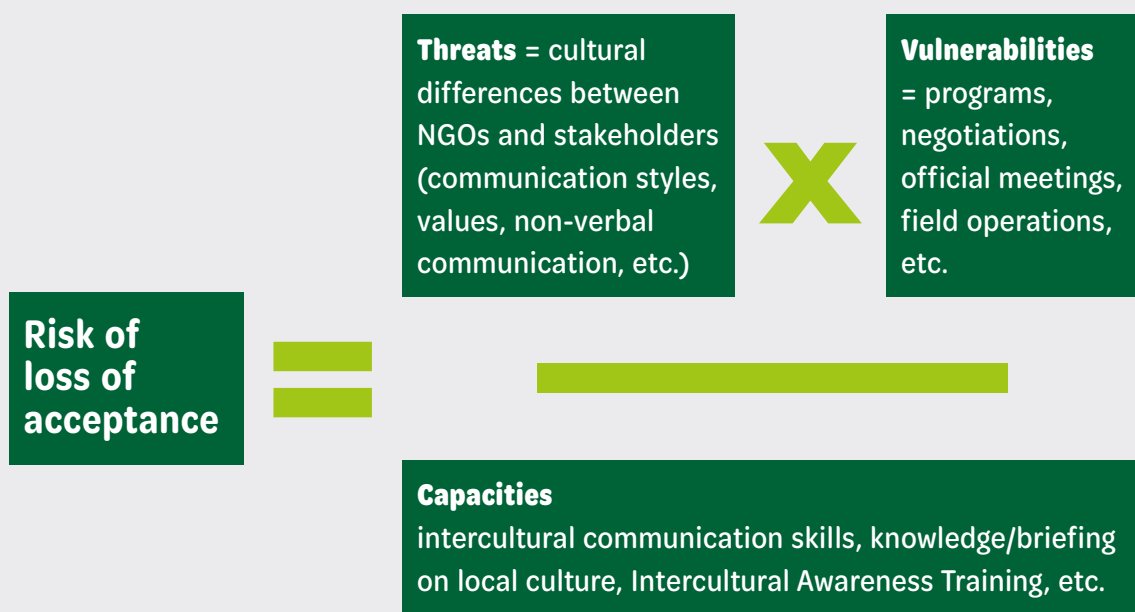 Threats = cultural
differences between
NGOs and stakeholders
(communication styles,
values, non-verbal
communication, etc.)
x
Vulnerabilities
= programs,
negotiations,
official meetings,
field operations,
etc.
Risk of
loss of
acceptance
=
Capacities
intercultural communication skills, knowledge/briefing
on local culture, Intercultural Awareness Training, etc.